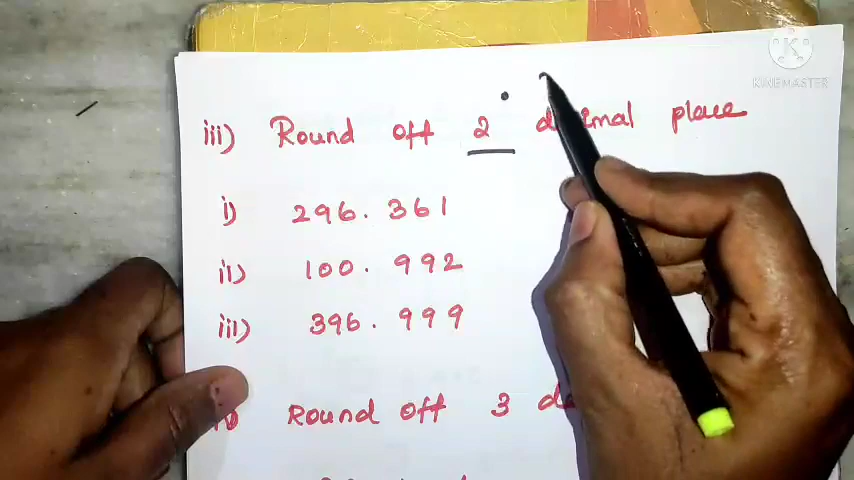 iii) Round off 2 decimal place
i) 296.361
ii) 100.992
iii) 396.999
Round off 3
KINEMASTER